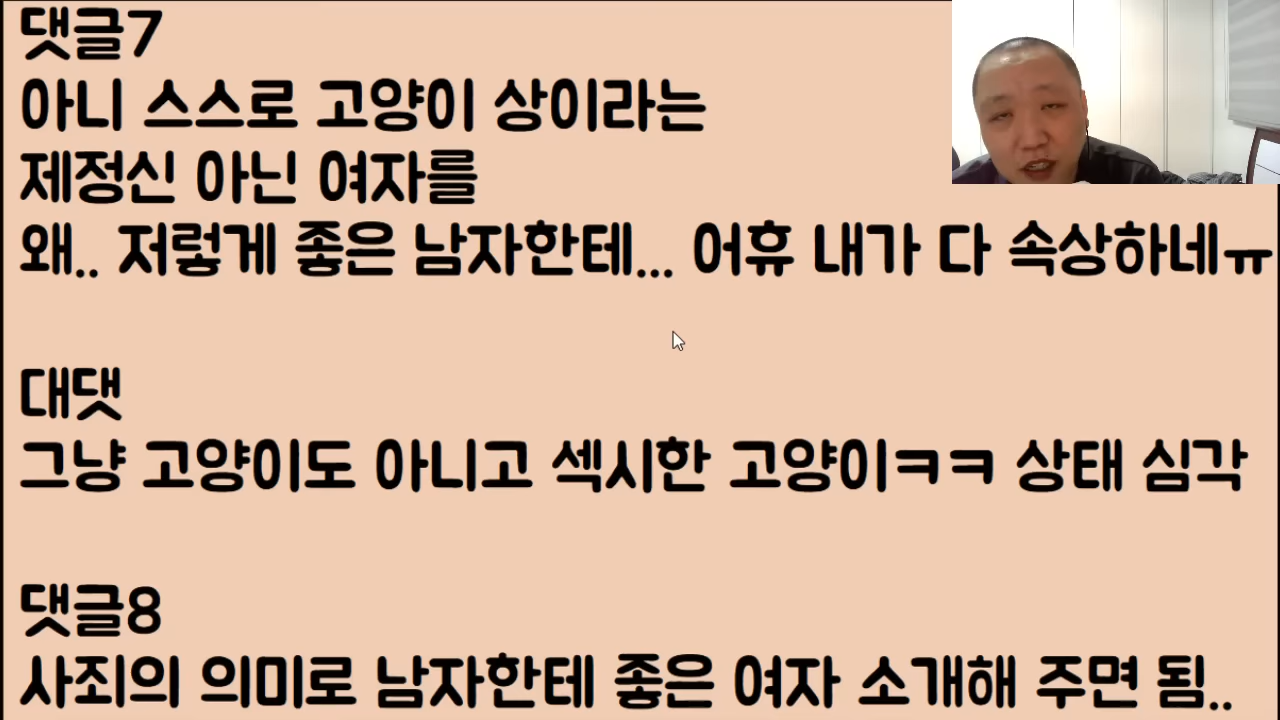 댓글7
아니 스스로 고양이 상이라는
제정신 아닌 여자를
왜.. 저렇게 좋은 남자한테... 어휴 내가 다 속상하네ㅠ
대댓
그냥 고양이도 아니고 섹시한 고양이ㅋㅋ 상태 심각
댓글8
사죄의 의미로 남자한테 좋은 여자 소개해 주면 됨..